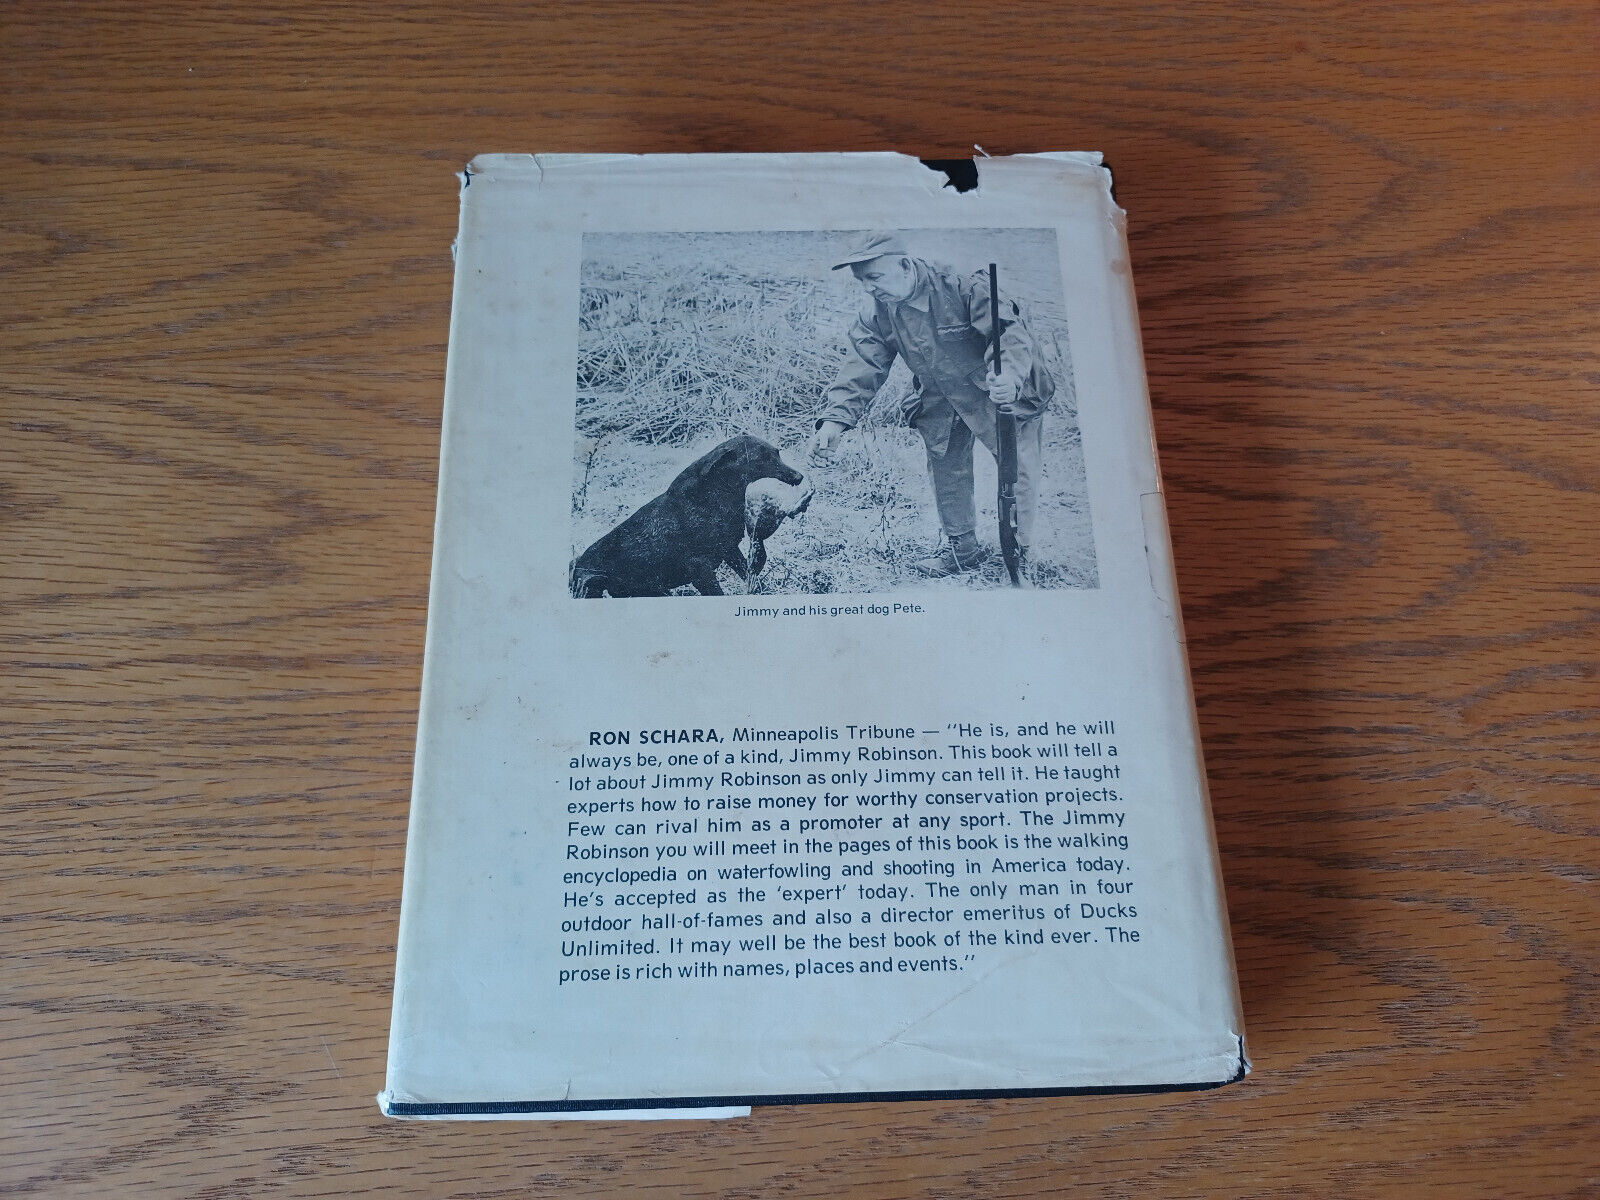 Jimmy and his great dog Pete.
RON SCHARA, Minneapolis Tribune — "He is, and he will
always be, one of a kind, Jimmy Robinson. This book will tell a
lot about Jimmy Robinson as only Jimmy can tell it. He taught
experts how to raise money for worthy conservation projects.
Few can rival him as a promoter at any sport. The Jimmy
Robinson you will meet in the pages of this book is the walking
encyclopedia on waterfowling and shooting in America today.
He's accepted as the 'expert' today. The only man in four
outdoor hall-of-fames and also a director emeritus of Ducks
Unlimited. It may well be the best book of the kind ever. The
prose is rich with names, places and events."